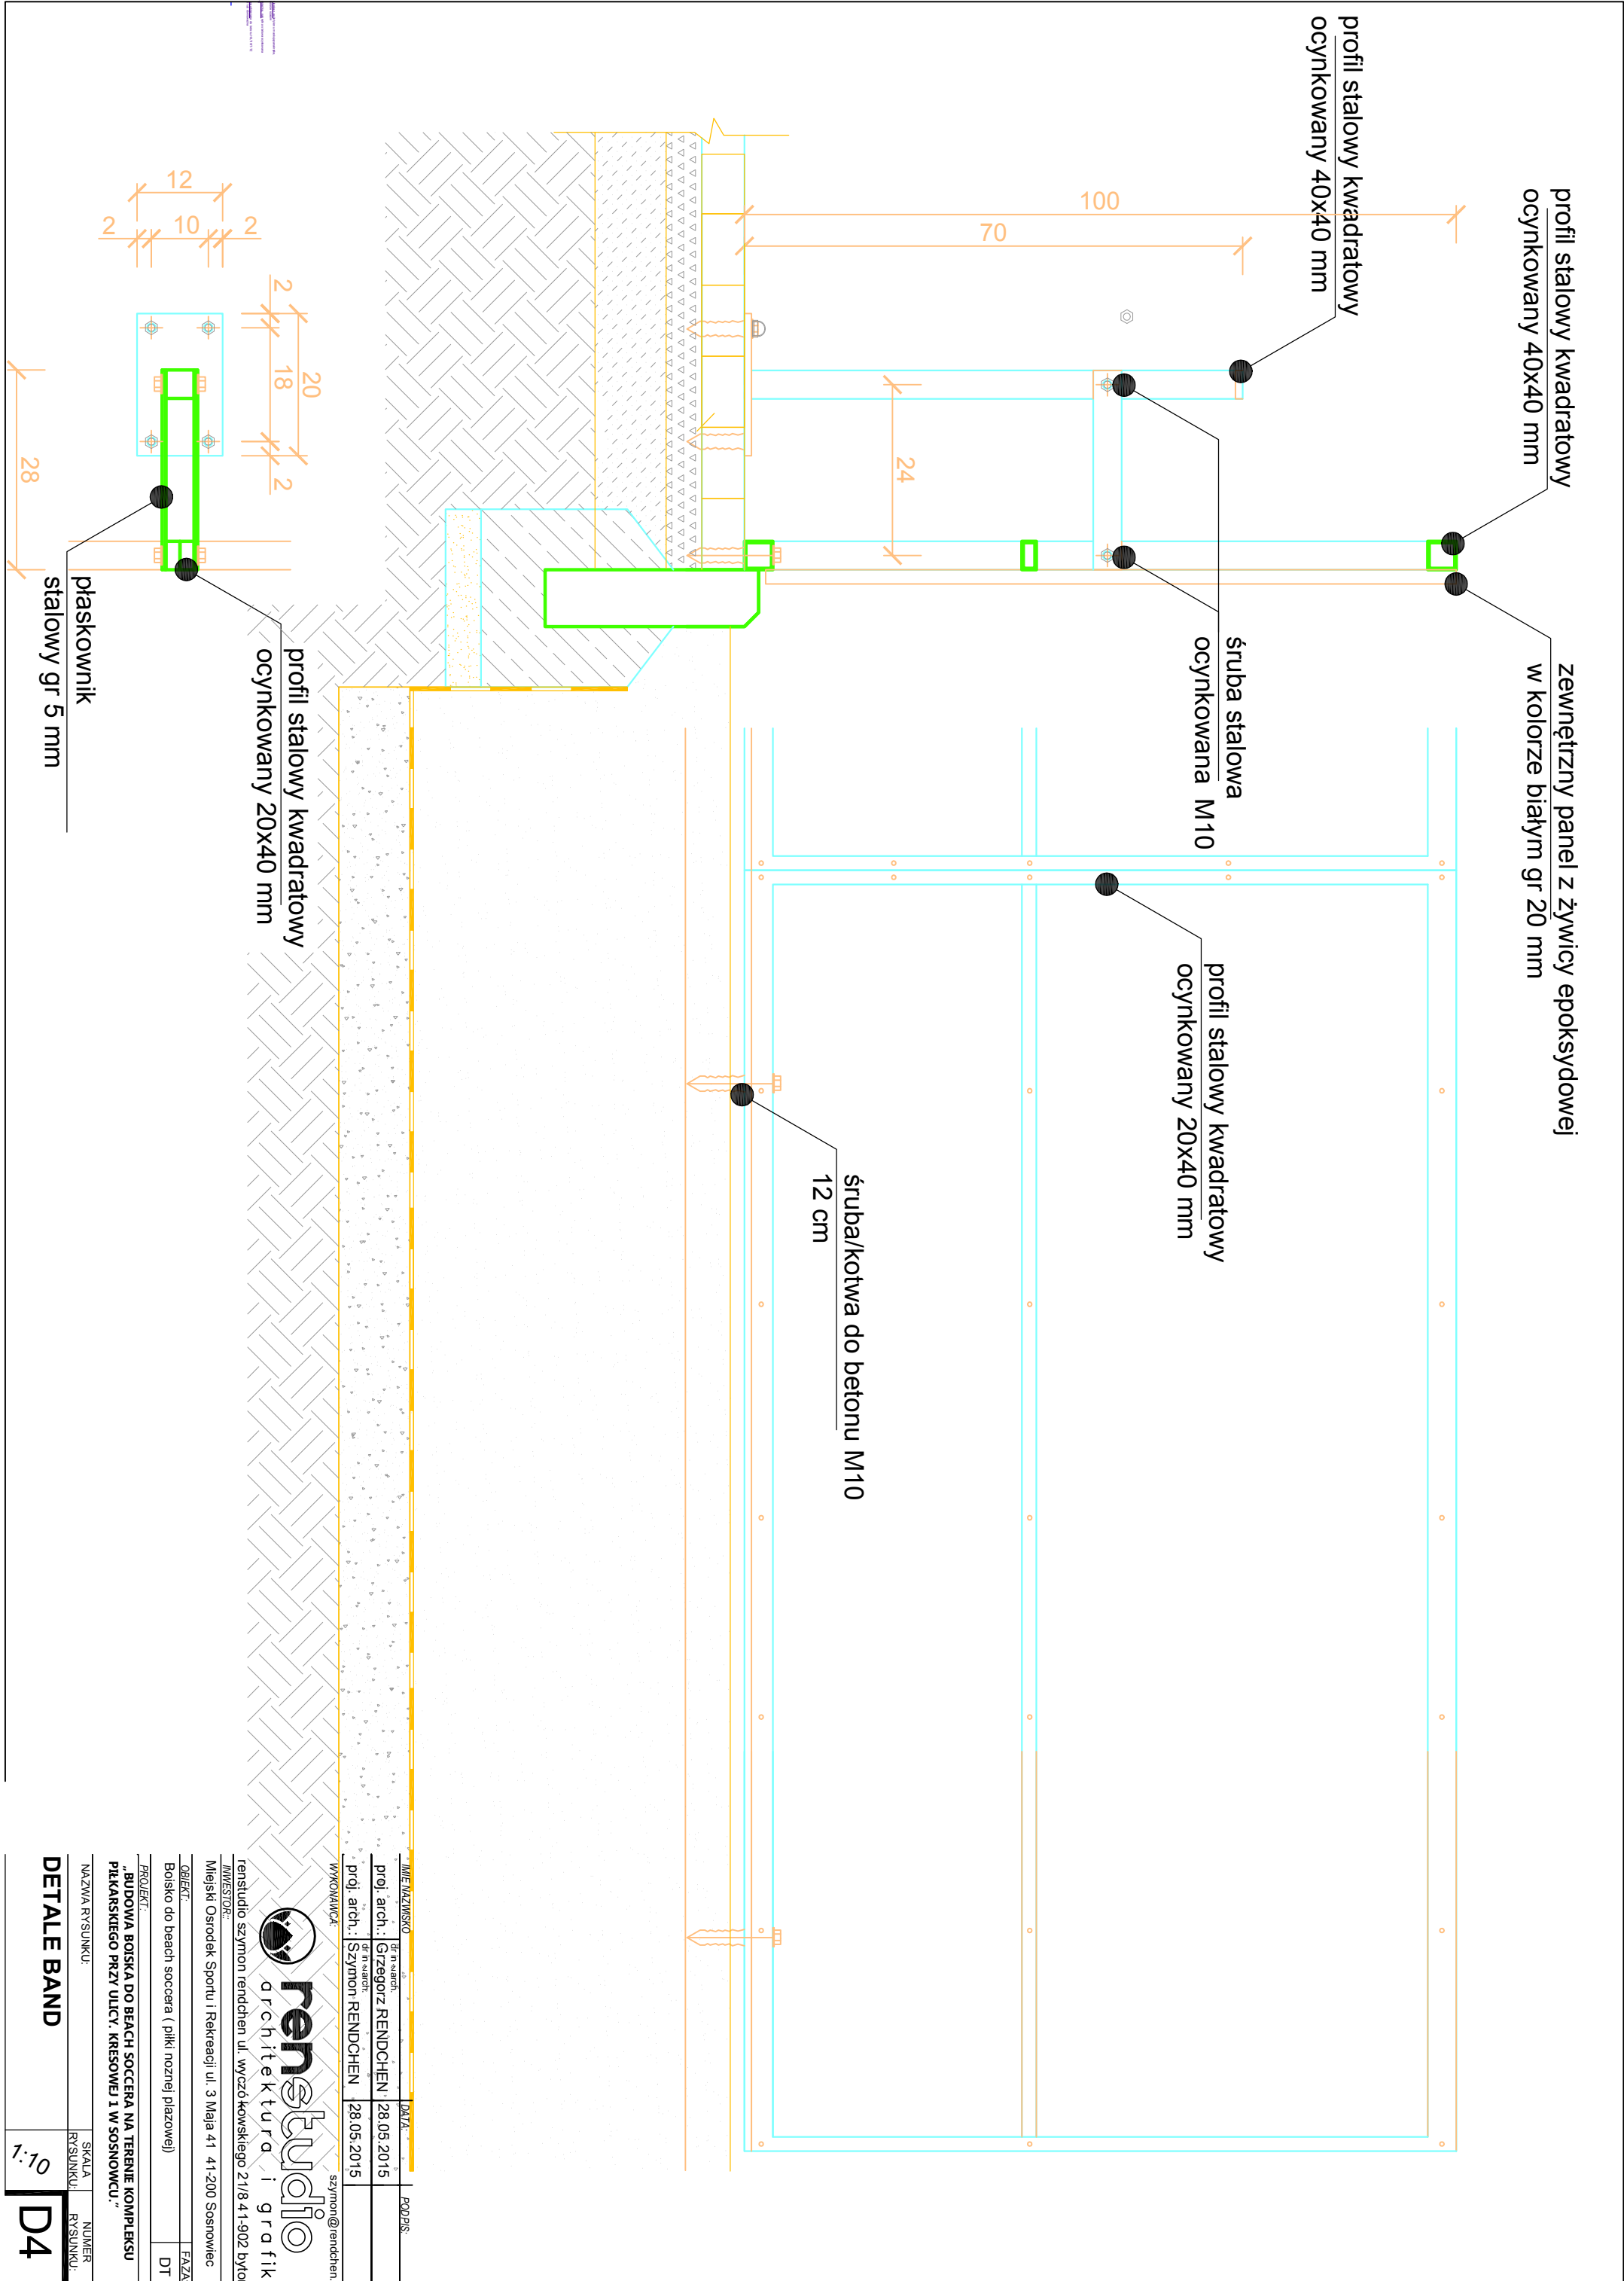 profil stalowy kwadratowy
ocynkowany 40x40 mm
zewnętrzny panel z żywicy epoksydowej
w kolorze białym gr 20 mm
profil stalowy kwadratowy
ocynkowany 40x40 mm
śruba stalowa
ocynkowana M10
profil stalowy kwadratowy
ocynkowany 20x40 mm
śruba/kotwa do betonu M10
12 cm
100
70
24
12
2
10
2
2
20
18
2
28
profil stalowy kwadratowy
ocynkowany 20x40 mm
płaskownik
stalowy gr 5 mm
IMIE NAZWISKO
DATA:
PODPIS:
proj. arch.:
Grzegorz RENDCHEN
28.05.2015
proj. arch.:
Szymon RENDCHEN
28.05.2015
WYKONAWCA:
szymon@rendchen.
renstudio
architektura i grafik
renstudio szymon rendchen ul. wyczółkowskiego 21/8 41-902 byto
INWESTOR::
Miejski Osrodek Sportu i Rekreacji ul. 3 Maja 41 41-200 Sosnowiec
OBIEKT:
FAZA
Boisko do beach soccera ( piłki noznej plazowej)
DT
PROJEKT:
„BUDOWA BOISKA DO BEACH SOCCERA NA TERENIE KOMPLEKSU
PIŁKARSKIEGO PRZY ULICY. KRESOWEJ 1 W SOSNOWCU.”
NAZWA RYSUNKU:
SKALA
RYSUNKU:
NUMER
RYSUNKU:
DETALE BAND
1:10
D4